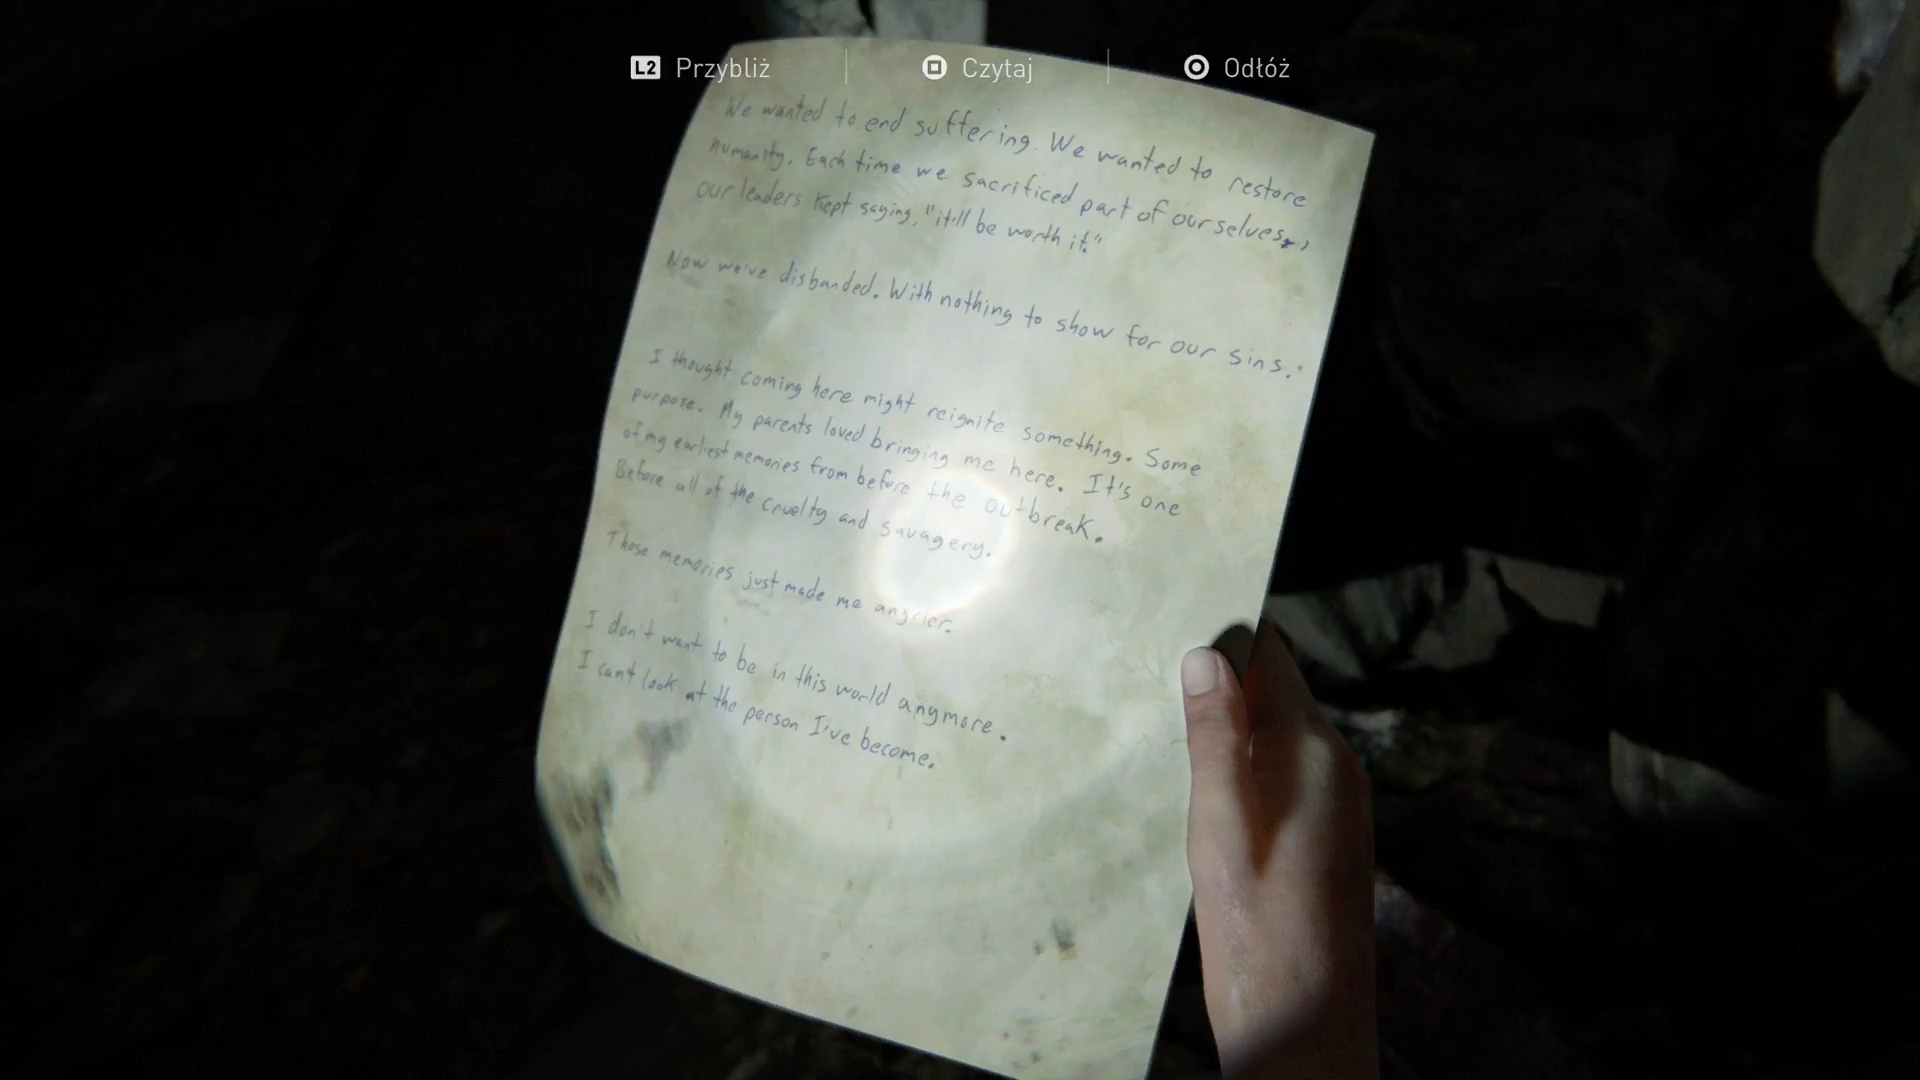 L2 Przybliż Czytaj Odłóż
We wanted to end suffering. We wanted to restore
humanity. Each time we sacrificed part of ourselves,
our leaders kept saying, "it'll be worth it."
Now we've disbanded. With nothing to show for our sins.
I thought coming here might reignite something. Some
purpose. My parents loved bringing me here. It's one
of my earliest memories from before the outbreak.
Before all of the cruelty and savagery.
Those memories just made me angrier.
I don't want to be in this world anymore.
I can't look at the person I've become.